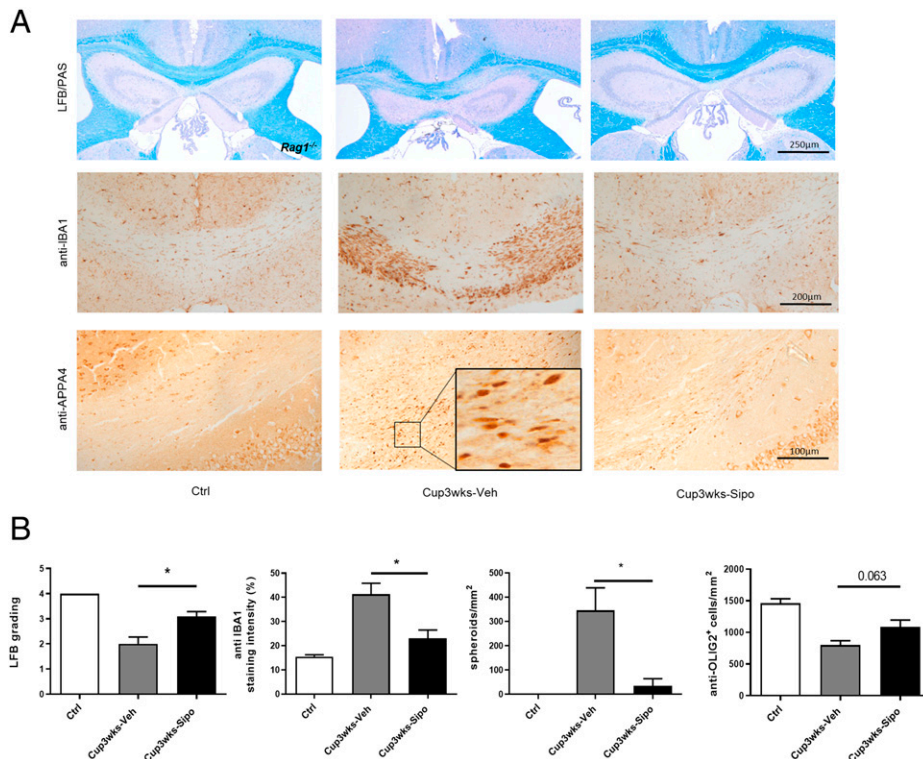 A
LFB/PAS
Rag1-/-
250µm
anti-IBA1
200µm
anti-APPA4
100µm
Ctrl
Cup3wks-Veh
Cup3wks-Sipo
B
LFB grading
5
4
3
2
1
0
*
Ctrl
Cup3wks-Veh
Cup3wks-Sipo
anti IBA1
staining intensity (%)
50
40
30
20
10
0
*
Ctrl
Cup3wks-Veh
Cup3wks-Sipo
spheroids/mm2
500
400
300
200
100
0
*
Ctrl
Cup3wks-Veh
Cup3wks-Sipo
anti-OLIG2+ cells/mm2
2000
1500
1000
500
0
0.063
Ctrl
Cup3wks-Veh
Cup3wks-Sipo